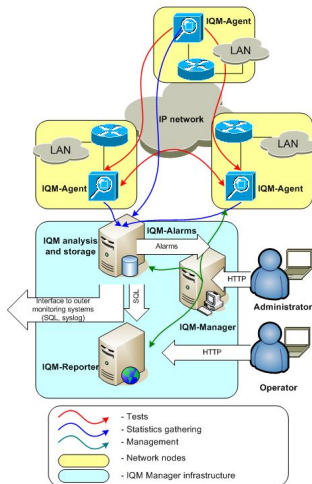 IQM-Agent
LAN
IP network
LAN
IQM-Agent
LAN
IQM-Agent
IQM analysis
and storage
IQM-Alarms
Alarms
SQL
Interface to outer
monitoring systems
(SQL, syslog)
IQM-Manager
HTTP
Administrator
IQM-Reporter
HTTP
Operator
- Tests
- Statistics gathering
- Management
- Network nodes
- IQM Manager infrastructure